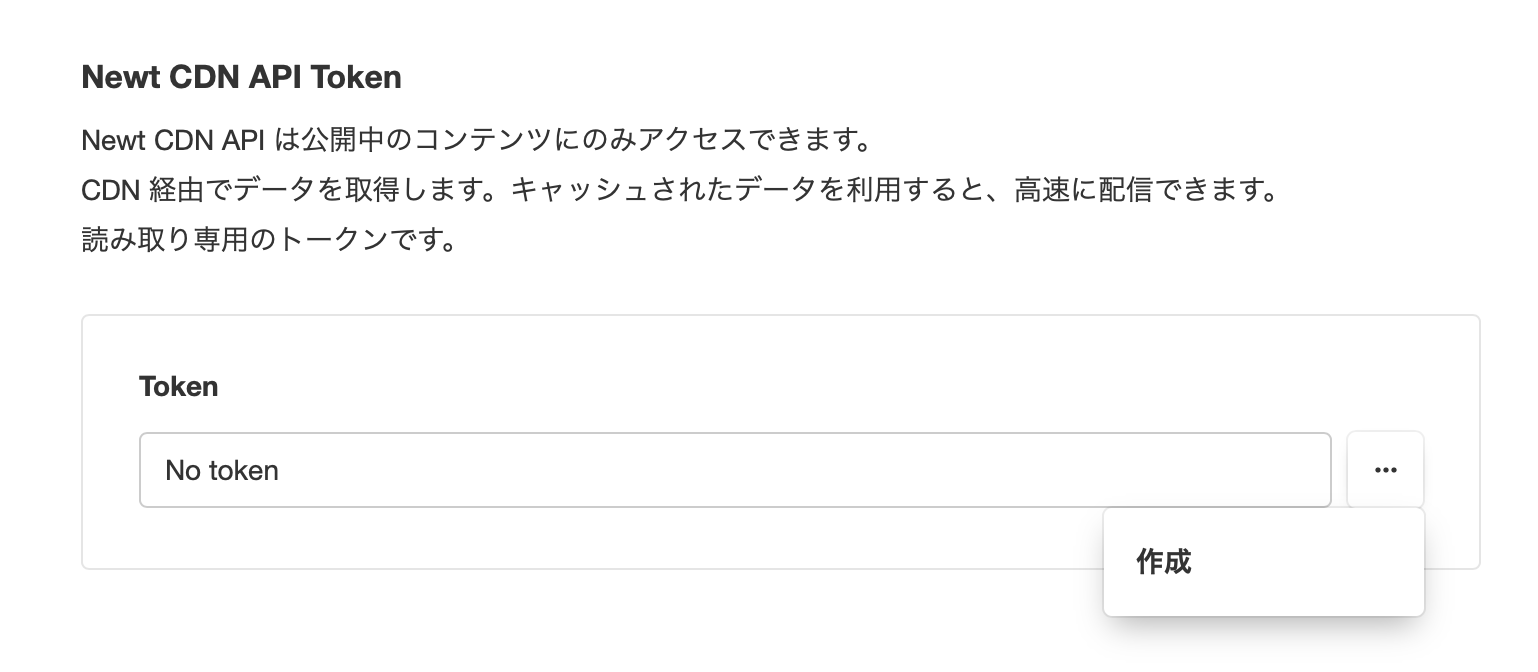 Newt CDN API Token
Newt CDN API は公開中のコンテンツにのみアクセスできます。
CDN 経由でデータを取得します。キャッシュされたデータを利用すると、高速に配信できます。
読み取り専用のトークンです。
Token
No token
•••
作成